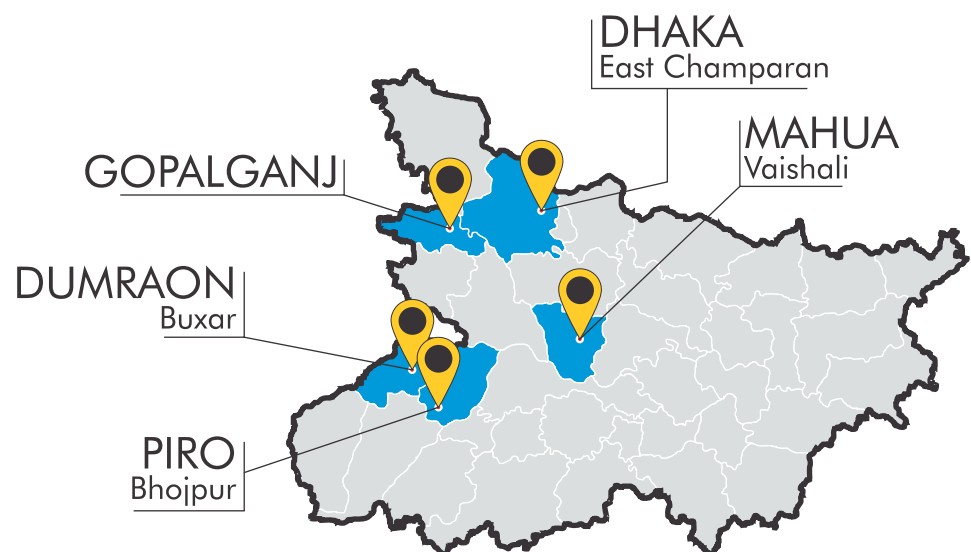 DHAKA
East Champaran
MAHUA
Vaishali
GOPALGANJ
DUMRAON
Buxar
PIRO
Bhojpur